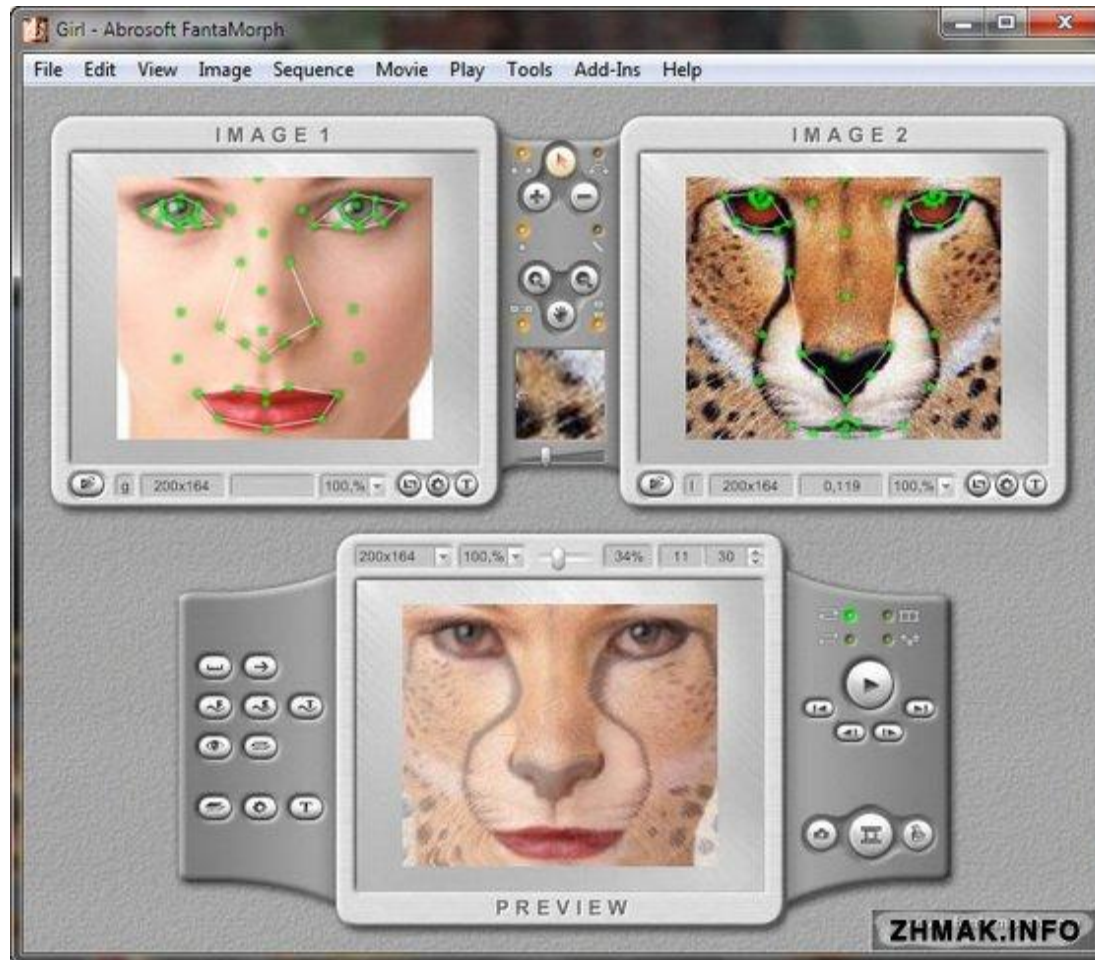 Girl - Abrosoft FantaMorph
File Edit View Image Sequence Movie Play Tools Add-Ins Help
IMAGE 1
IMAGE 2
g 200x164 100,% T
l 200x164 0,119 100,% T
200x164 100,% 34% 11 30
T
T
PREVIEW
ZHMAK.INFO